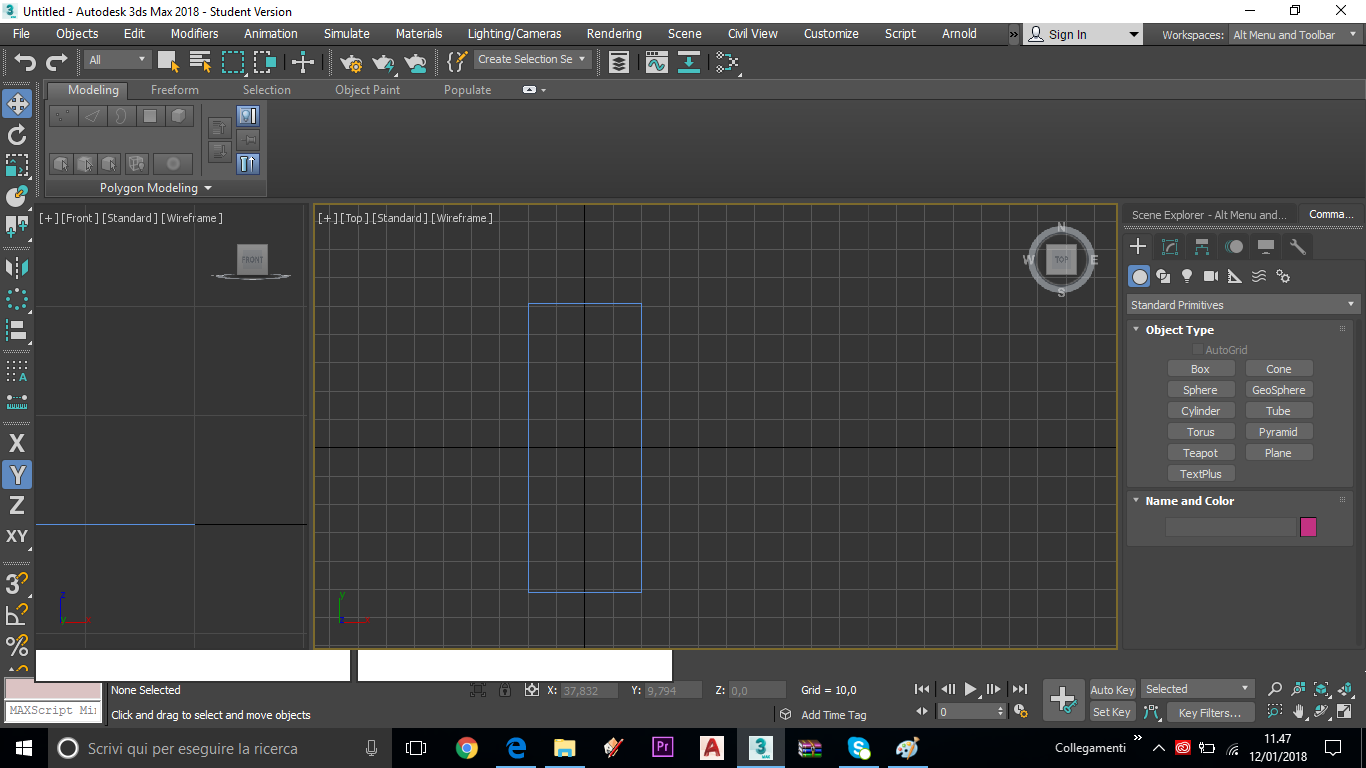 Untitled - Autodesk 3ds Max 2018 - Student Version
File Objects Edit Modifiers Animation Simulate Materials Lighting/Cameras Rendering Scene Civil View Customize Script Arnold » Sign In Workspaces: Alt Menu and Toolbar
All Create Selection Se
Modeling Freeform Selection Object Paint Populate
Polygon Modeling
[+] [Front ] [Standard ] [Wireframe ]
FRONT
[+] [Top ] [Standard ] [Wireframe ]
N
W TOP E
S
Scene Explorer - Alt Menu and... Comma...
Standard Primitives
Object Type
AutoGrid
Box Cone
Sphere GeoSphere
Cylinder Tube
Torus Pyramid
Teapot Plane
TextPlus
Name and Color
X
Y
Z
XY
3
%
z
y
x
y
z
x
None Selected X: 37,832 Y: 9,794 Z: 0,0 Grid = 10,0 Auto Key Selected
MAXScript Mi
Click and drag to select and move objects Add Time Tag 0 Set Key Key Filters...
Scrivi qui per eseguire la ricerca Pr A 3 MAX S Collegamenti » 11.47
12/01/2018